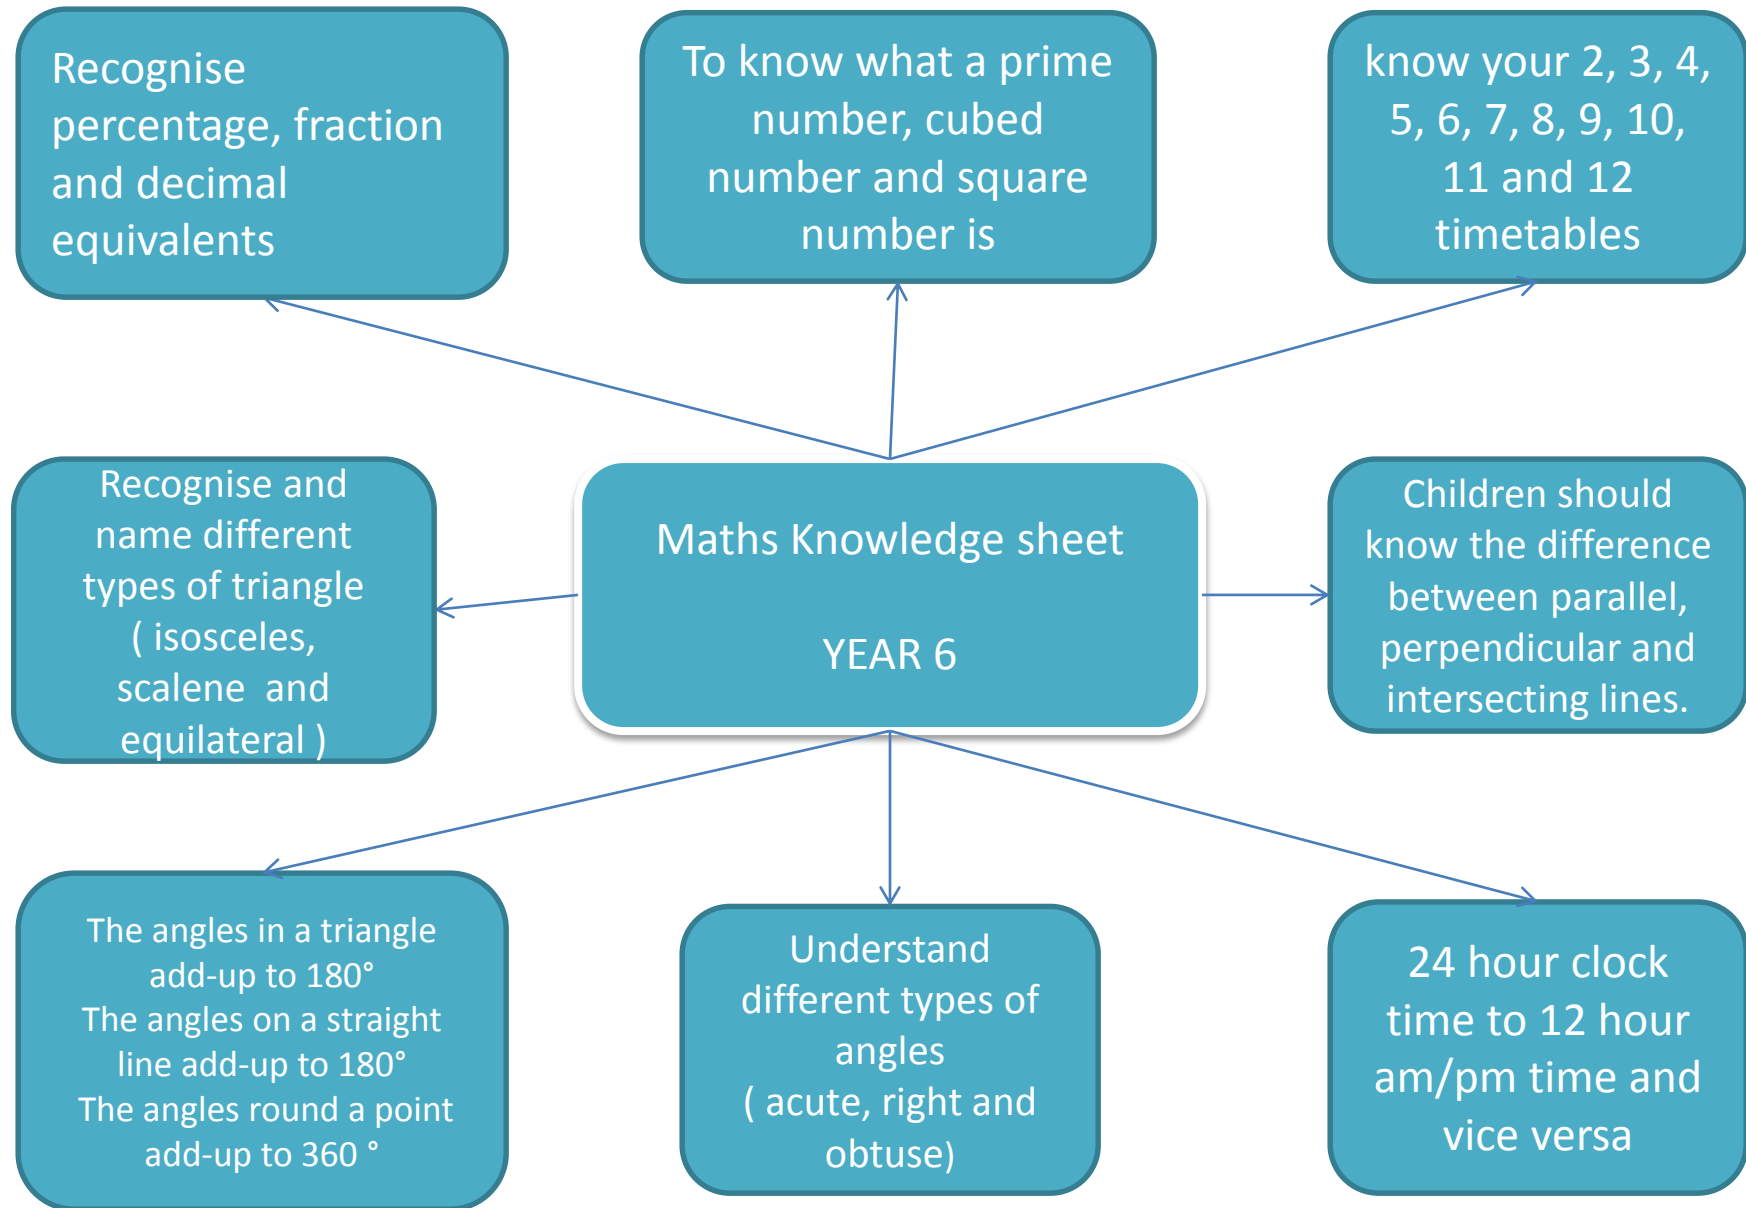 Recognise
percentage, fraction
and decimal
equivalents
To know what a prime
number, cubed
number and square
number is
know your 2, 3, 4,
5, 6, 7, 8, 9, 10,
11 and 12
timetables
Recognise and
name different
types of triangle
( isosceles,
scalene  and
equilateral )
Maths Knowledge sheet
YEAR 6
Children should
know the difference
between parallel,
perpendicular and
intersecting lines.
The angles in a triangle
add-up to 180°
The angles on a straight
line add-up to 180°
The angles round a point
add-up to 360 °
Understand
different types of
angles
( acute, right and
obtuse)
24 hour clock
time to 12 hour
am/pm time and
vice versa